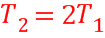 T₂ = 2T₁